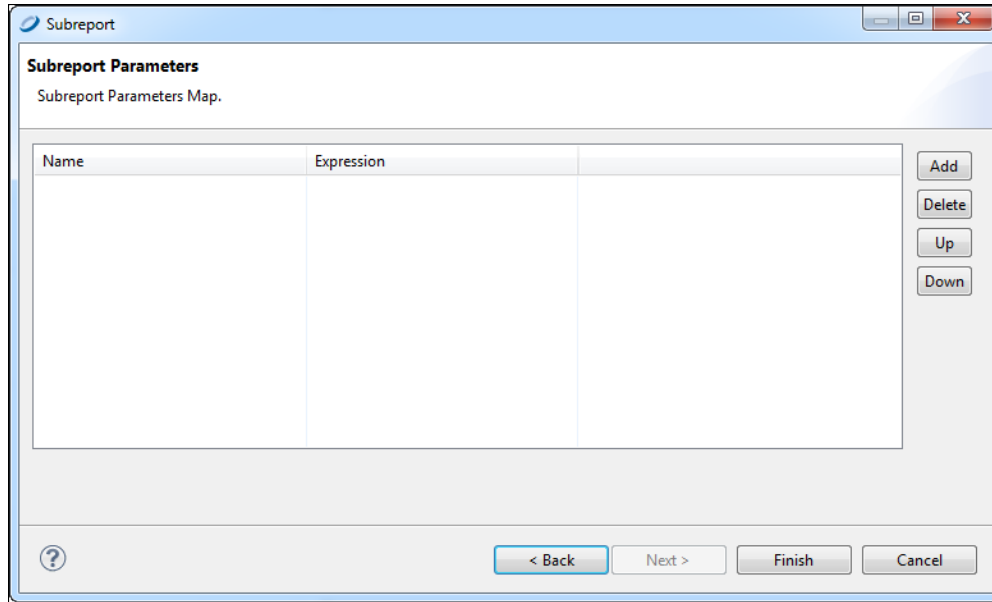 Subreport
Subreport Parameters
Subreport Parameters Map.
Name Expression
Add
Delete
Up
Down
? < Back Next > Finish Cancel